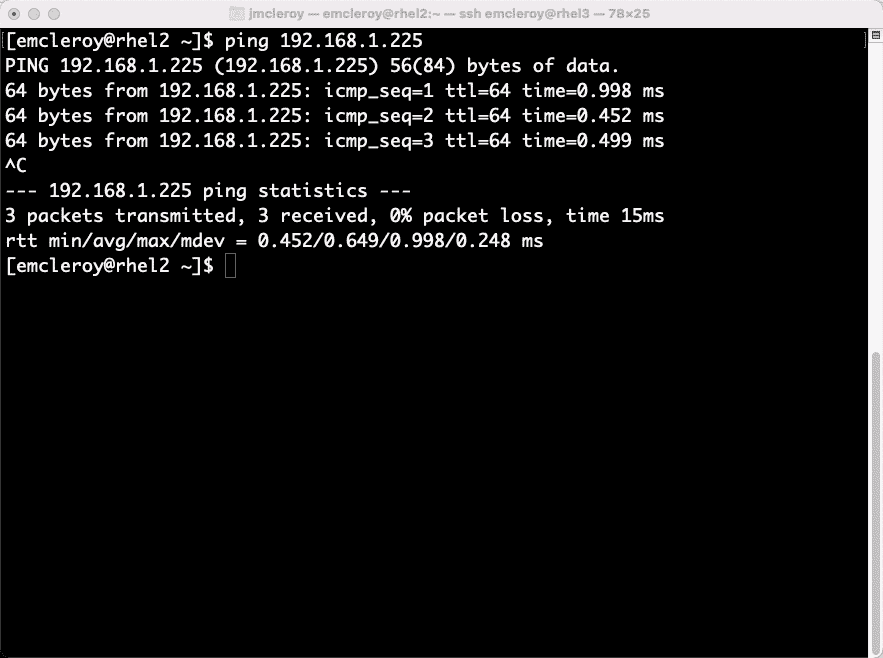 jmcleroy — emcleroy@rhel2:~ — ssh emcleroy@rhel3 — 78×25
[emcleroy@rhel2 ~]$ ping 192.168.1.225
PING 192.168.1.225 (192.168.1.225) 56(84) bytes of data.
64 bytes from 192.168.1.225: icmp_seq=1 ttl=64 time=0.998 ms
64 bytes from 192.168.1.225: icmp_seq=2 ttl=64 time=0.452 ms
64 bytes from 192.168.1.225: icmp_seq=3 ttl=64 time=0.499 ms
^C
--- 192.168.1.225 ping statistics ---
3 packets transmitted, 3 received, 0% packet loss, time 15ms
rtt min/avg/max/mdev = 0.452/0.649/0.998/0.248 ms
[emcleroy@rhel2 ~]$